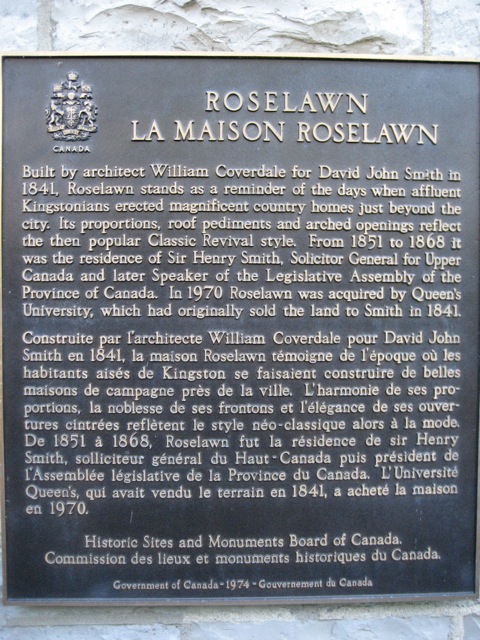 CANADA
ROSELAWN
LA MAISON ROSELAWN
Built by architect William Coverdale for David John Smith in
1841, Roselawn stands as a reminder of the days when affluent
Kingstonians erected magnificent country homes just beyond the
city. Its proportions, roof pediments and arched openings reflect
the then popular Classic Revival style. From 1851 to 1868 it
was the residence of Sir Henry Smith, Solicitor General for Upper
Canada and later Speaker of the Legislative Assembly of the
Province of Canada. In 1970 Roselawn was acquired by Queen's
University, which had originally sold the land to Smith in 1841.
Construite par l'architecte William Coverdale pour David John
Smith en 1841, la maison Roselawn témoigne de l'époque où les
habitants aisés de Kingston se faisaient construire de belles
maisons de campagne près de la ville. L'harmonie de ses pro-
portions, la noblesse de ses frontons et l'élégance de ses ouver-
tures cintrées reflètent le style néo-classique alors à la mode.
De 1851 à 1868, Roselawn fut la résidence de sir Henry
Smith, solliciteur général du Haut-Canada puis président de
l'Assemblée législative de la Province du Canada. L'Université
Queen's, qui avait vendu le terrain en 1841, a acheté la maison
en 1970.
Historic Sites and Monuments Board of Canada.
Commission des lieux et monuments historiques du Canada.
Government of Canada - 1974 - Gouvernement du Canada